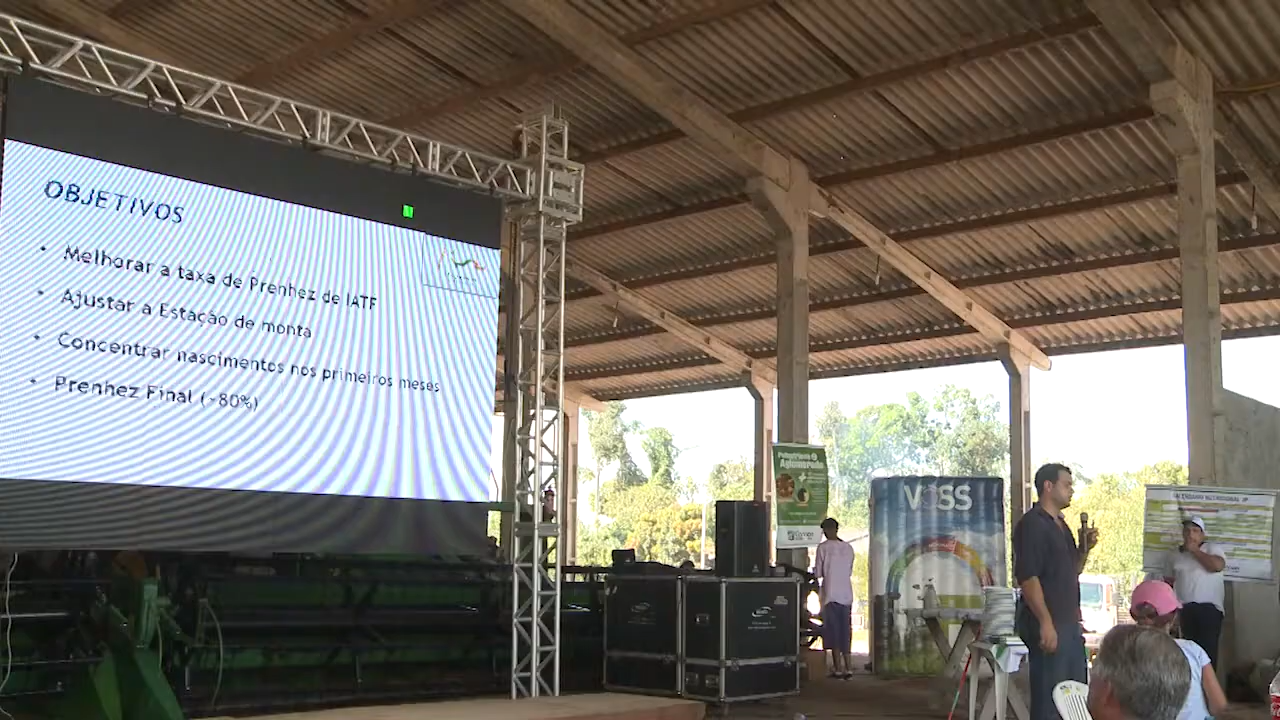 OBJETIVOS
• Melhorar a taxa de Prenhez de IATF
• Ajustar a Estação de monta
• Concentrar nascimentos nos primeiros meses
• Prenhez Final (~80%)
Aglomerado
VOSS